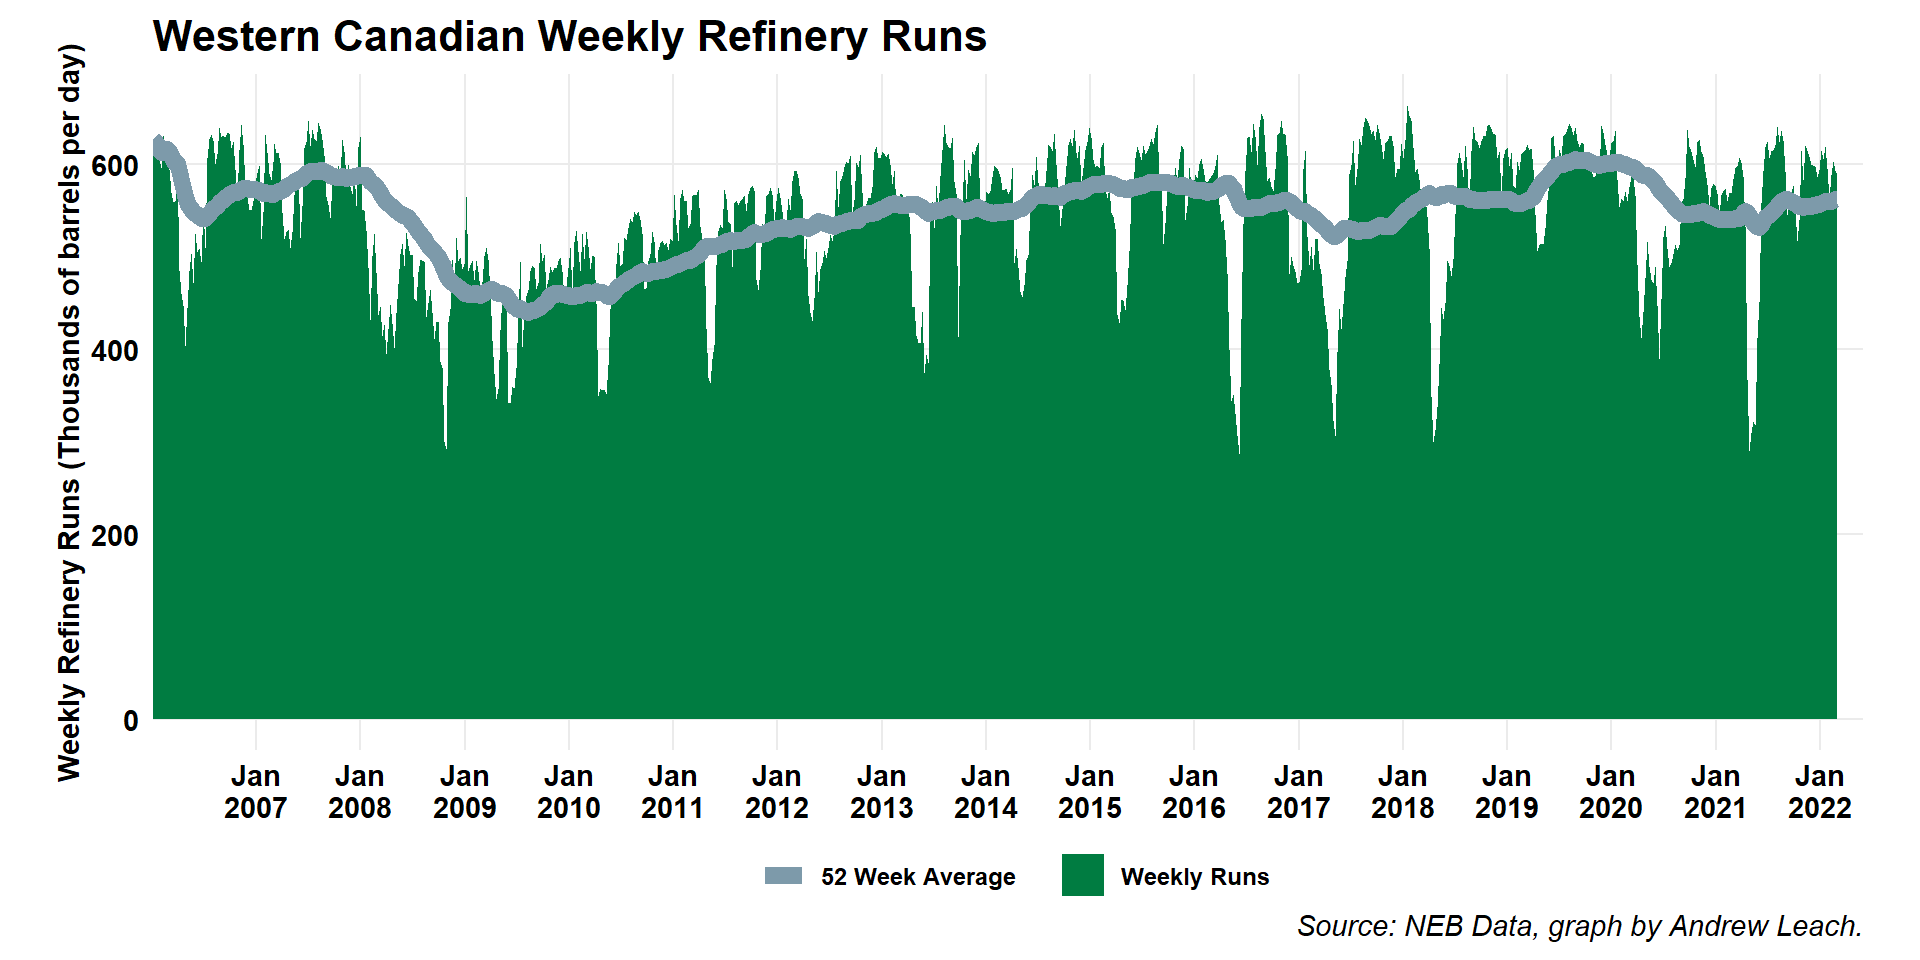 Western Canadian Weekly Refinery Runs
Weekly Refinery Runs (Thousands of barrels per day)
600
400
200
0
Jan 2007
Jan 2008
Jan 2009
Jan 2010
Jan 2011
Jan 2012
Jan 2013
Jan 2014
Jan 2015
Jan 2016
Jan 2017
Jan 2018
Jan 2019
Jan 2020
Jan 2021
Jan 2022
52 Week Average
Weekly Runs
Source: NEB Data, graph by Andrew Leach.